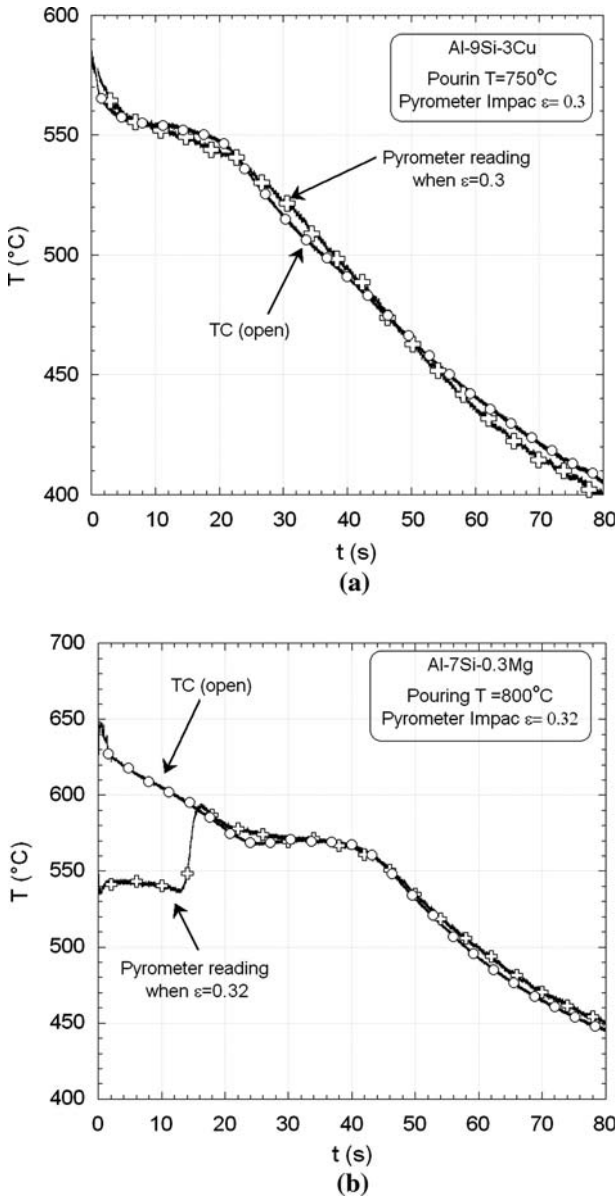 600
550
500
450
400
T (°C)
Al-9Si-3Cu
Pourin T=750°C
Pyrometer Impac ε= 0.3
Pyrometer reading
when ε=0.3
TC (open)
0 10 20 30 40 50 60 70 80
t (s)
(a)
700
650
600
550
500
450
400
T (°C)
Al-7Si-0.3Mg
Pouring T =800°C
Pyrometer Impac ε= 0.32
TC (open)
Pyrometer reading
when ε=0.32
0 10 20 30 40 50 60 70 80
t (s)
(b)